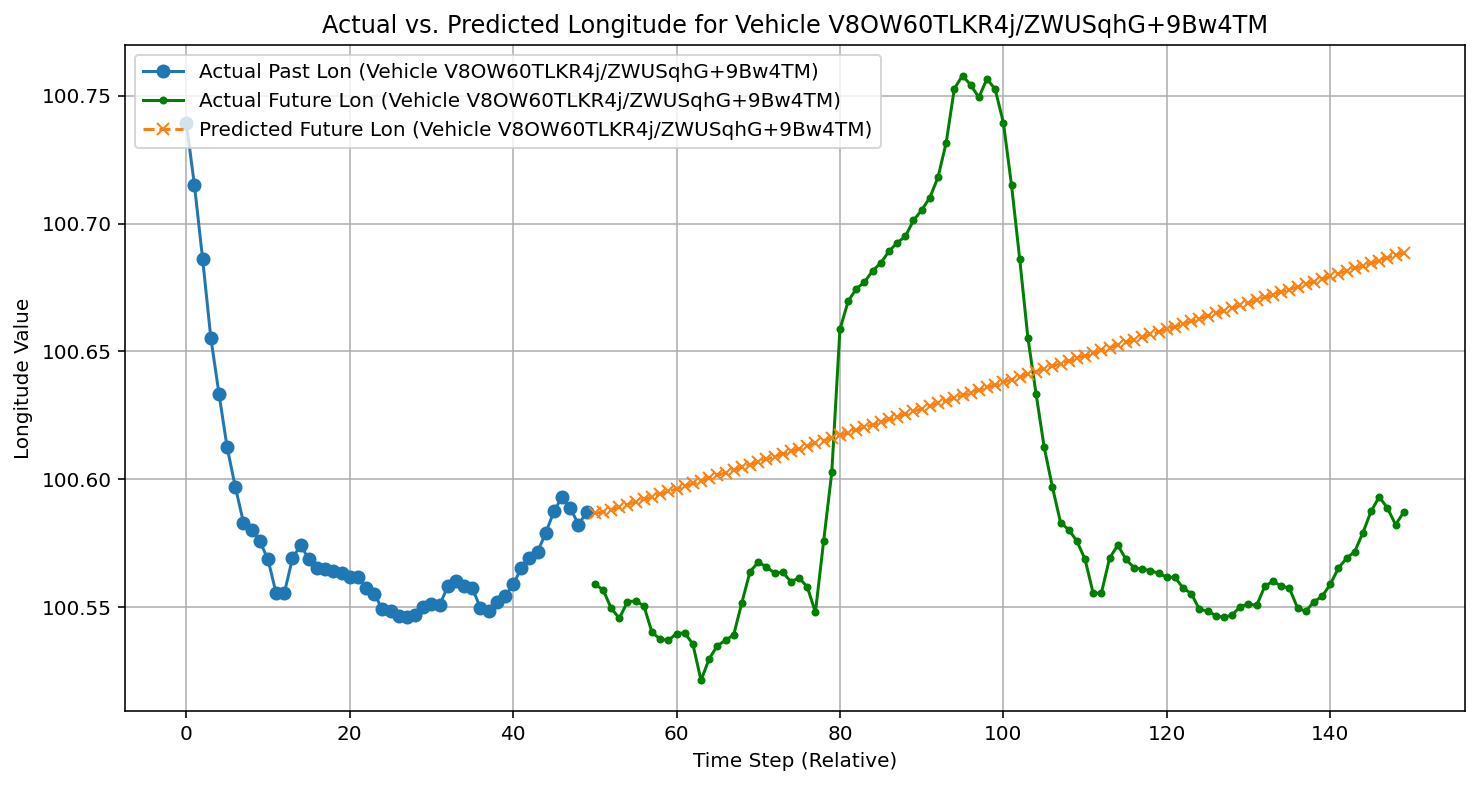 Actual vs. Predicted Longitude for Vehicle V8OW60TLKR4j/ZWUSqhG+9Bw4TM
Actual Past Lon (Vehicle V8OW60TLKR4j/ZWUSqhG+9Bw4TM)
Actual Future Lon (Vehicle V8OW60TLKR4j/ZWUSqhG+9Bw4TM)
Predicted Future Lon (Vehicle V8OW60TLKR4j/ZWUSqhG+9Bw4TM)
Longitude Value
100.75
100.70
100.65
100.60
100.55
0 20 40 60 80 100 120 140
Time Step (Relative)